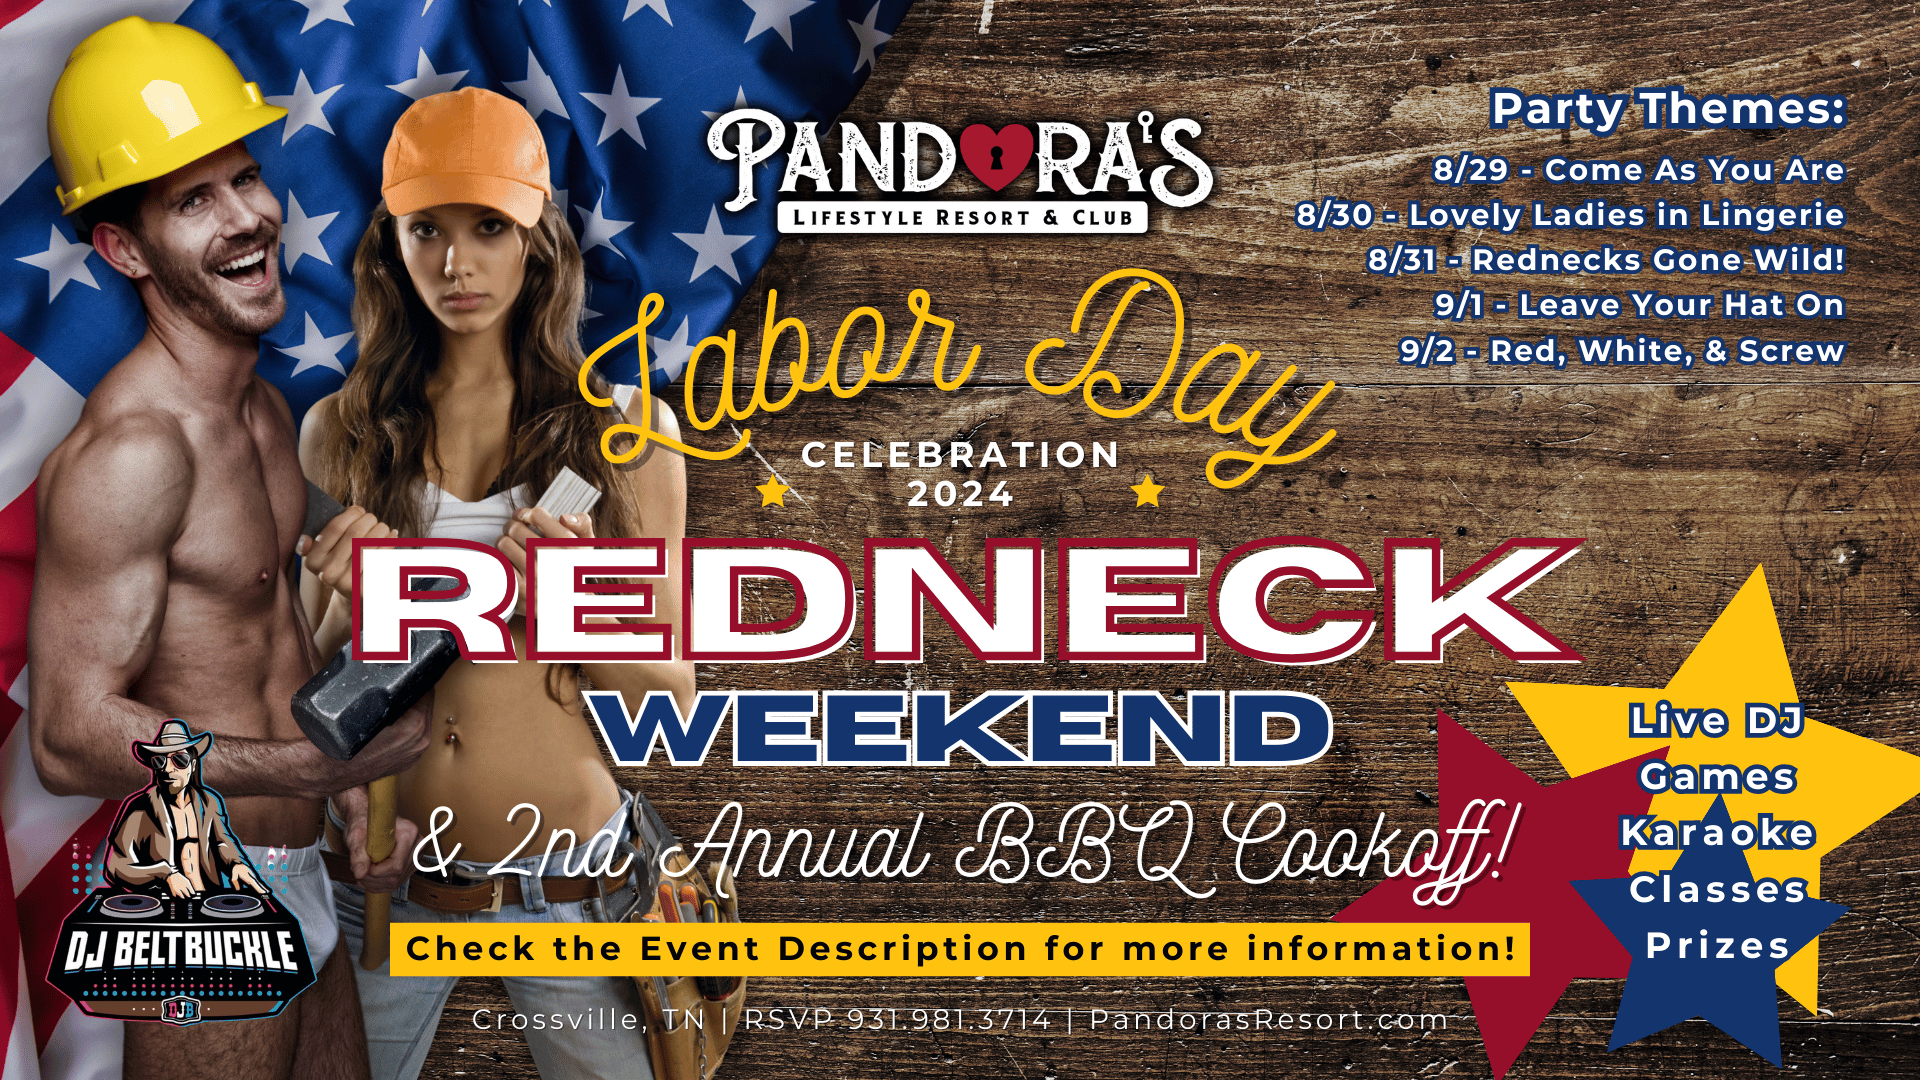 PANDORA'S
LIFESTYLE RESORT & CLUB
Party Themes:
8/29 - Come As You Are
8/30 - Lovely Ladies in Lingerie
8/31 - Rednecks Gone Wild!
9/1 - Leave Your Hat On
9/2 - Red, White, & Screw
Labor Day
CELEBRATION
2024
REDNECK
WEEKEND
& 2nd Annual BBQ Cookoff!
Live DJ
Games
Karaoke
Classes
Prizes
DJ BELTBUCKLE
DJB
Check the Event Description for more information!
Crossville, TN | RSVP 931.981.3714 | PandorasResort.com